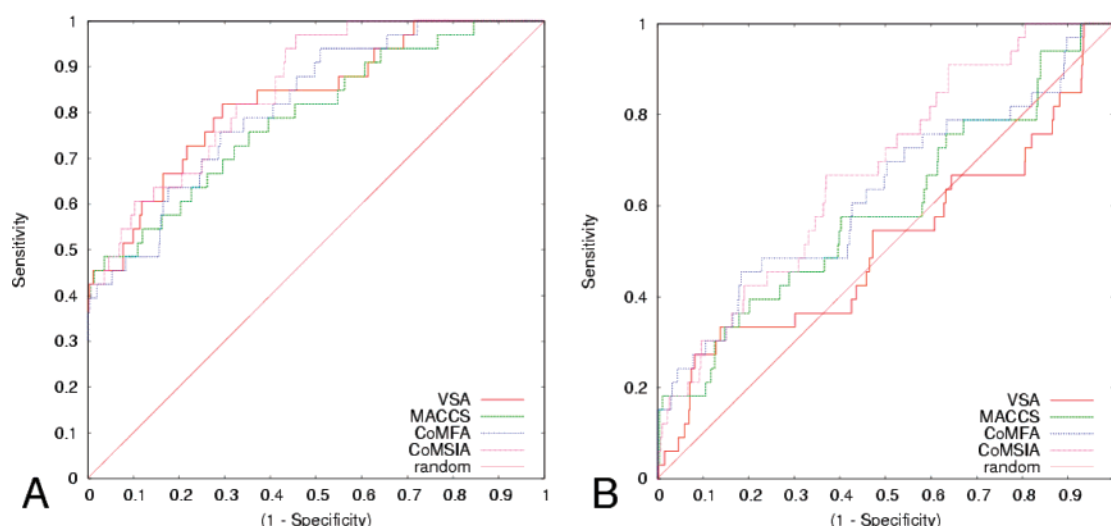 1
0.9
0.8
0.7
0.6
0.5
0.4
0.3
0.2
0.1
0
Sensitivity
VSA
MACCS
CoMFA
CoMSIA
random
0 0.1 0.2 0.3 0.4 0.5 0.6 0.7 0.8 0.9 1
(1 - Specificity)
A
1
0.8
0.6
0.4
0.2
0
Sensitivity
VSA
MACCS
CoMFA
CoMSIA
random
0 0.1 0.2 0.3 0.4 0.5 0.6 0.7 0.8 0.9
(1 - Specificity)
B